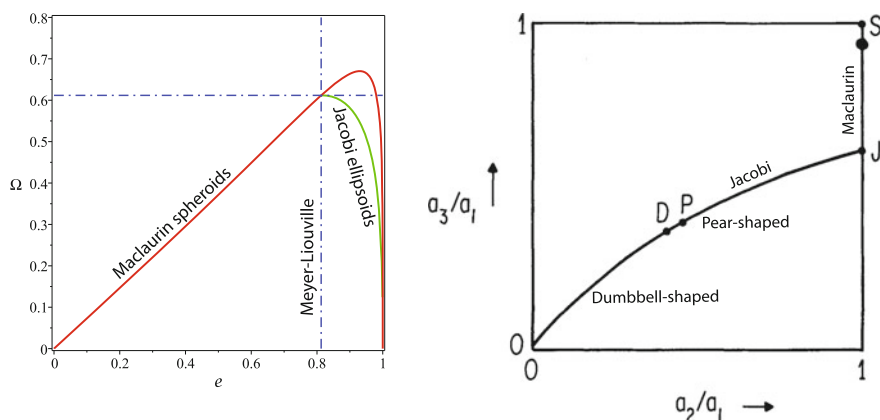 Ω
0.8
0.7
0.6
0.5
0.4
0.3
0.2
0.1
0
0 0.2 0.4 0.6 0.8 1
e
Maclaurin spheroids
Meyer-Liouville
Jacobi ellipsoids
1
S
Maclaurin
J
Jacobi
D P
Pear-shaped
Dumbbell-shaped
a3/a1
O
0 1
a2/a1